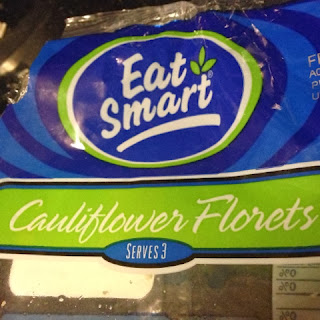 Eat
Smart®
Cauliflower Florets
SERVES 3